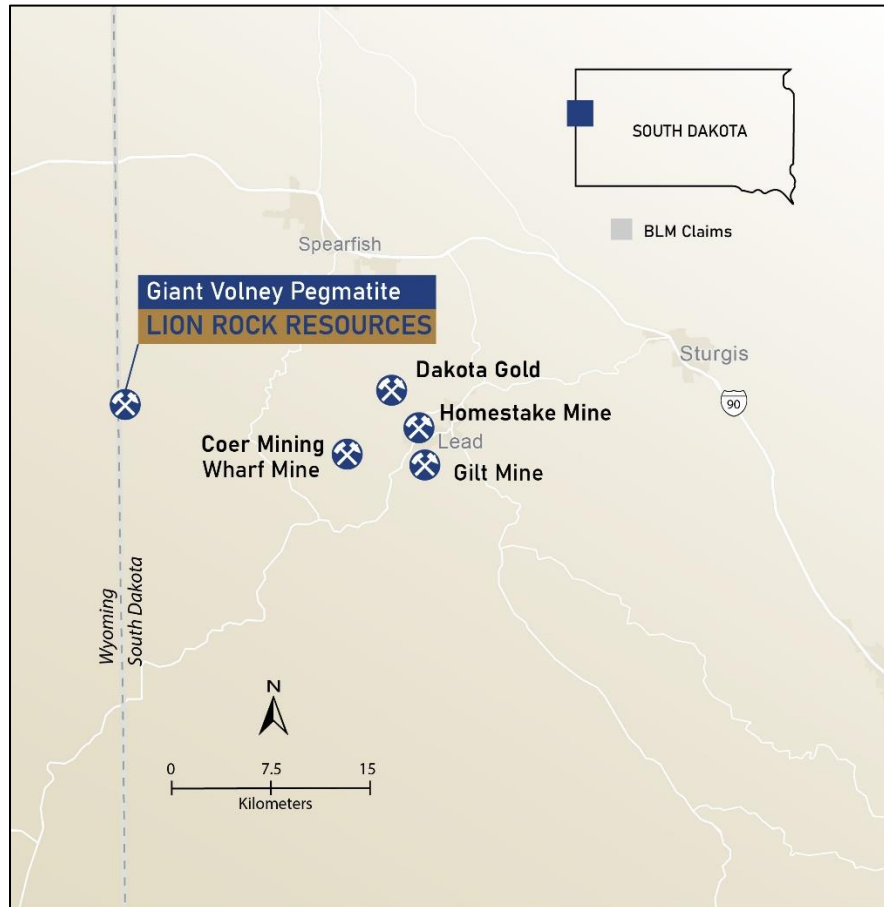 SOUTH DAKOTA
BLM Claims
Spearfish
Giant Volney Pegmatite
LION ROCK RESOURCES
Sturgis
Dakota Gold
90
Homestake Mine
Lead
Coer Mining
Wharf Mine
Gilt Mine
Wyoming
South Dakota
N
0 7.5 15
Kilometers